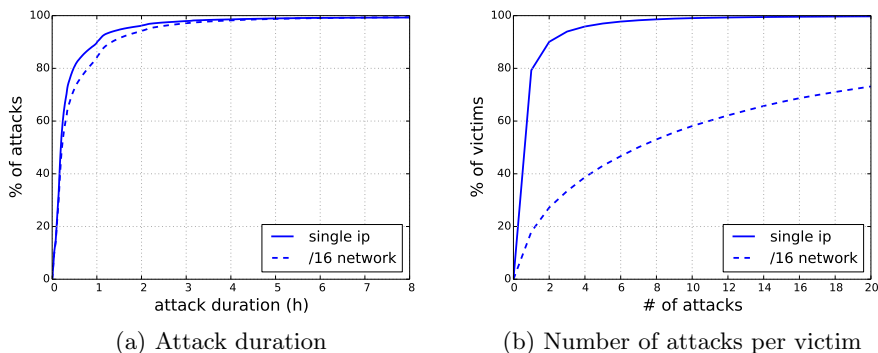 100
80
60
40
20
0
% of attacks
0 1 2 3 4 5 6 7 8
attack duration (h)
single ip
/16 network
(a) Attack duration
100
80
60
40
20
0
% of victims
0 2 4 6 8 10 12 14 16 18 20
# of attacks
single ip
/16 network
(b) Number of attacks per victim